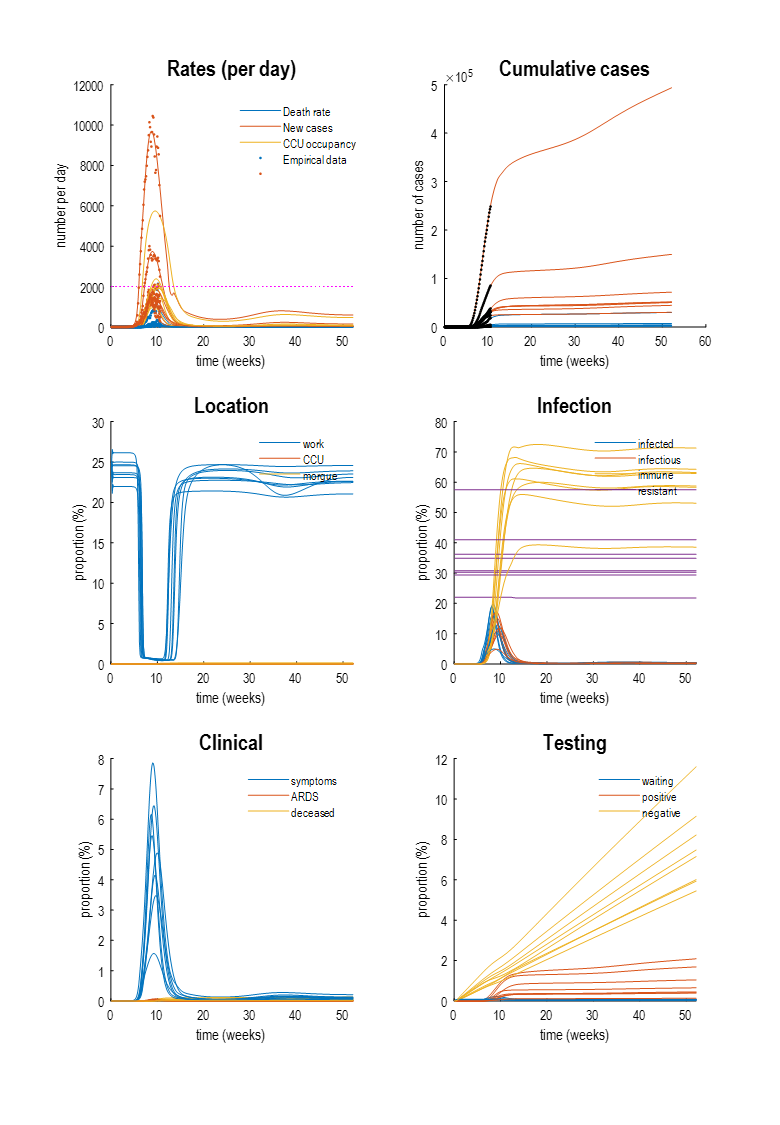 Rates (per day)
12000
10000
8000
6000
4000
2000
0
number per day
Death rate
New cases
CCU occupancy
Empirical data
0 10 20 30 40 50
time (weeks)
Cumulative cases
×10^5
5
4
3
2
1
0
number of cases
0 10 20 30 40 50 60
time (weeks)
Location
30
25
20
15
10
5
0
proportion (%)
work
CCU
morgue
0 10 20 30 40 50
time (weeks)
Infection
80
70
60
50
40
30
20
10
0
proportion (%)
infected
infectious
immune
resistant
0 10 20 30 40 50
time (weeks)
Clinical
8
7
6
5
4
3
2
1
0
proportion (%)
symptoms
ARDS
deceased
0 10 20 30 40 50
time (weeks)
Testing
12
10
8
6
4
2
0
proportion (%)
waiting
positive
negative
0 10 20 30 40 50
time (weeks)